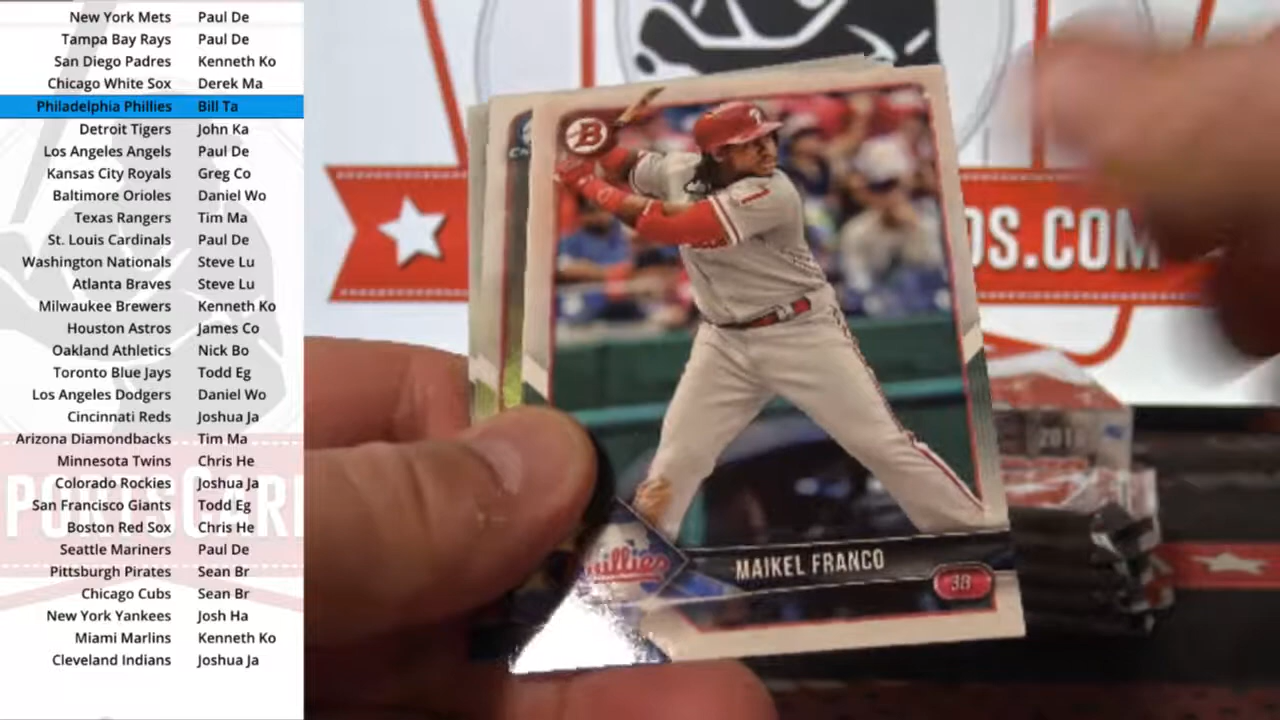 New York Mets Paul De
Tampa Bay Rays Paul De
San Diego Padres Kenneth Ko
Chicago White Sox Derek Ma
Philadelphia Phillies Bill Ta
Detroit Tigers John Ka
Los Angeles Angels Paul De
Kansas City Royals Greg Co
Baltimore Orioles Daniel Wo
Texas Rangers Tim Ma
St. Louis Cardinals Paul De
Washington Nationals Steve Lu
Atlanta Braves Steve Lu
Milwaukee Brewers Kenneth Ko
Houston Astros James Co
Oakland Athletics Nick Bo
Toronto Blue Jays Todd Eg
Los Angeles Dodgers Daniel Wo
Cincinnati Reds Joshua Ja
Arizona Diamondbacks Tim Ma
Minnesota Twins Chris He
Colorado Rockies Joshua Ja
San Francisco Giants Todd Eg
Boston Red Sox Chris He
Seattle Mariners Paul De
Pittsburgh Pirates Sean Br
Chicago Cubs Sean Br
New York Yankees Josh Ha
Miami Marlins Kenneth Ko
Cleveland Indians Joshua Ja
PORTSCARD
B
P
7
DS.COM
Phillies
MAIKEL FRANCO
3B